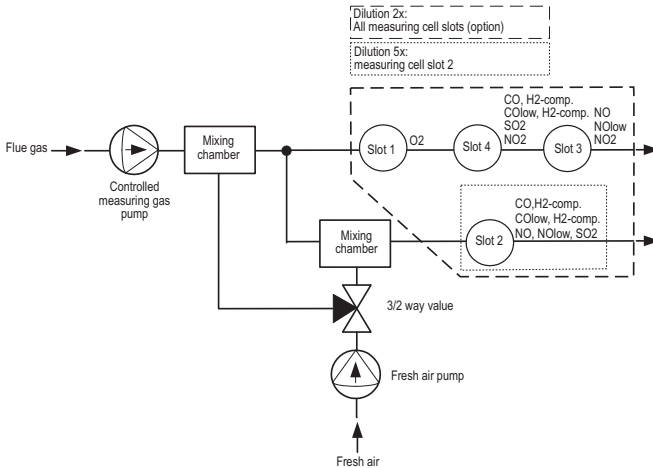 Dilution 2x:
All measuring cell slots (option)
Dilution 5x:
measuring cell slot 2
Flue gas
Controlled
measuring gas
pump
Mixing
chamber
Slot 1
O2
Slot 4
CO, H2-comp.
COlow, H2-comp.
SO2
NO2
Slot 3
NO
NOlow
NO2
Mixing
chamber
Slot 2
CO,H2-comp.
COlow, H2-comp.
NO, NOlow, SO2
3/2 way value
Fresh air pump
Fresh air